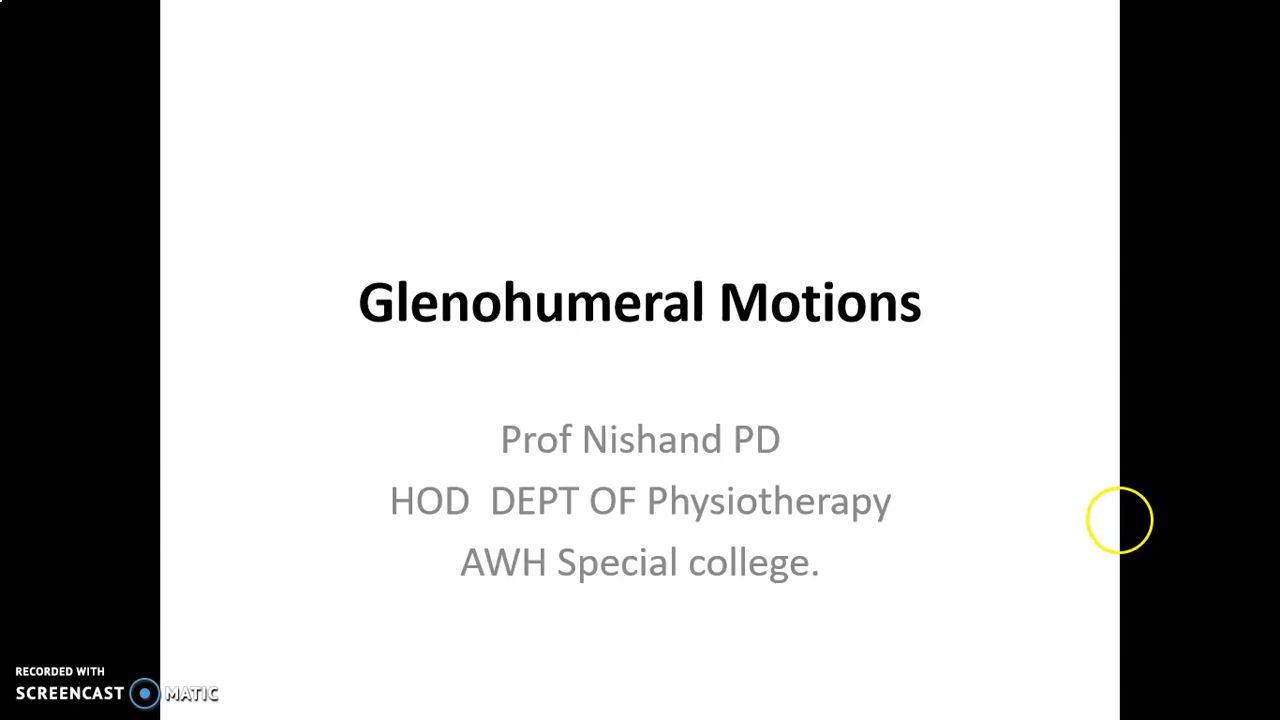 Glenohumeral Motions
Prof Nishand PD
HOD DEPT OF Physiotherapy
AWH Special college.
RECORDED WITH
SCREENCAST MATIC